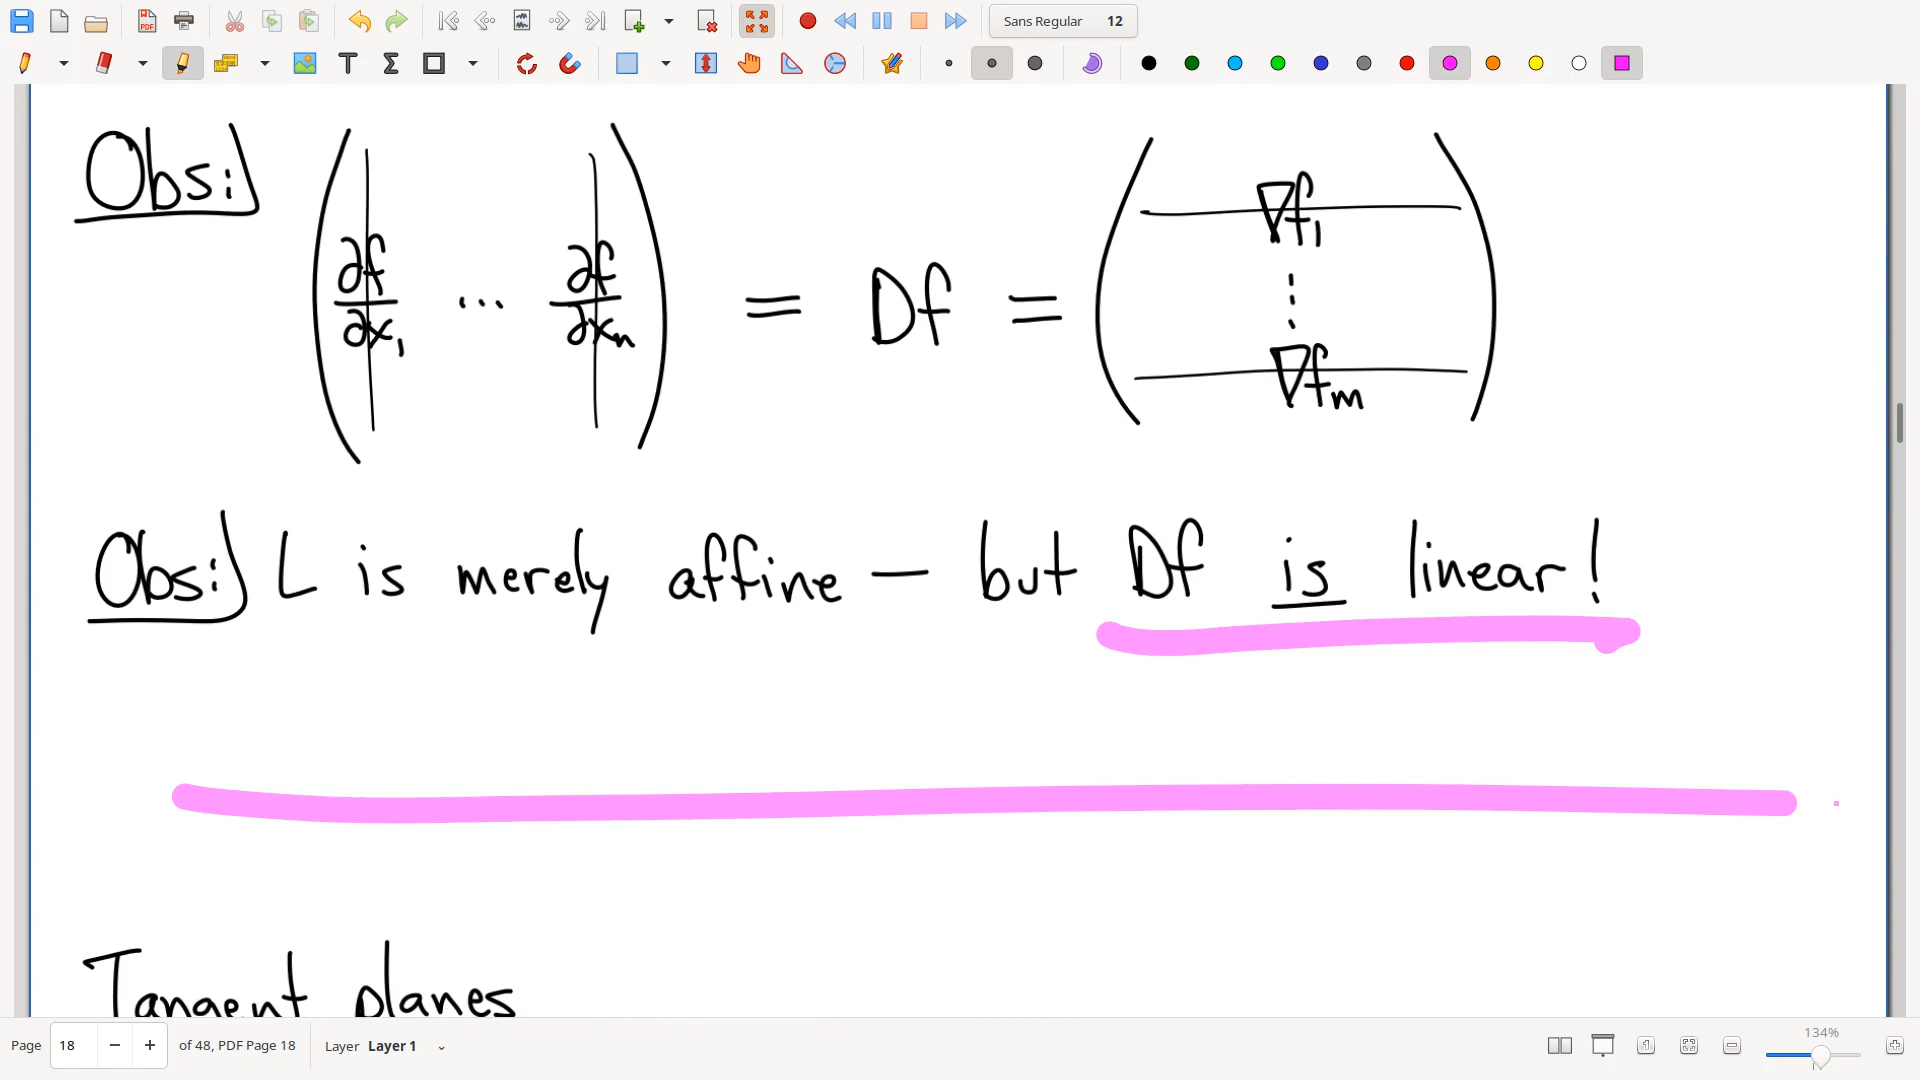 Sans Regular 12
Obs:
∂f/∂x₁ ... ∂f/∂xₙ = Df = ∇f₁ ⋮ ∇fₘ
Obs: L is merely affine — but Df is linear!
Tangent planes
Page 18 − + of 48, PDF Page 18 Layer Layer 1 134%